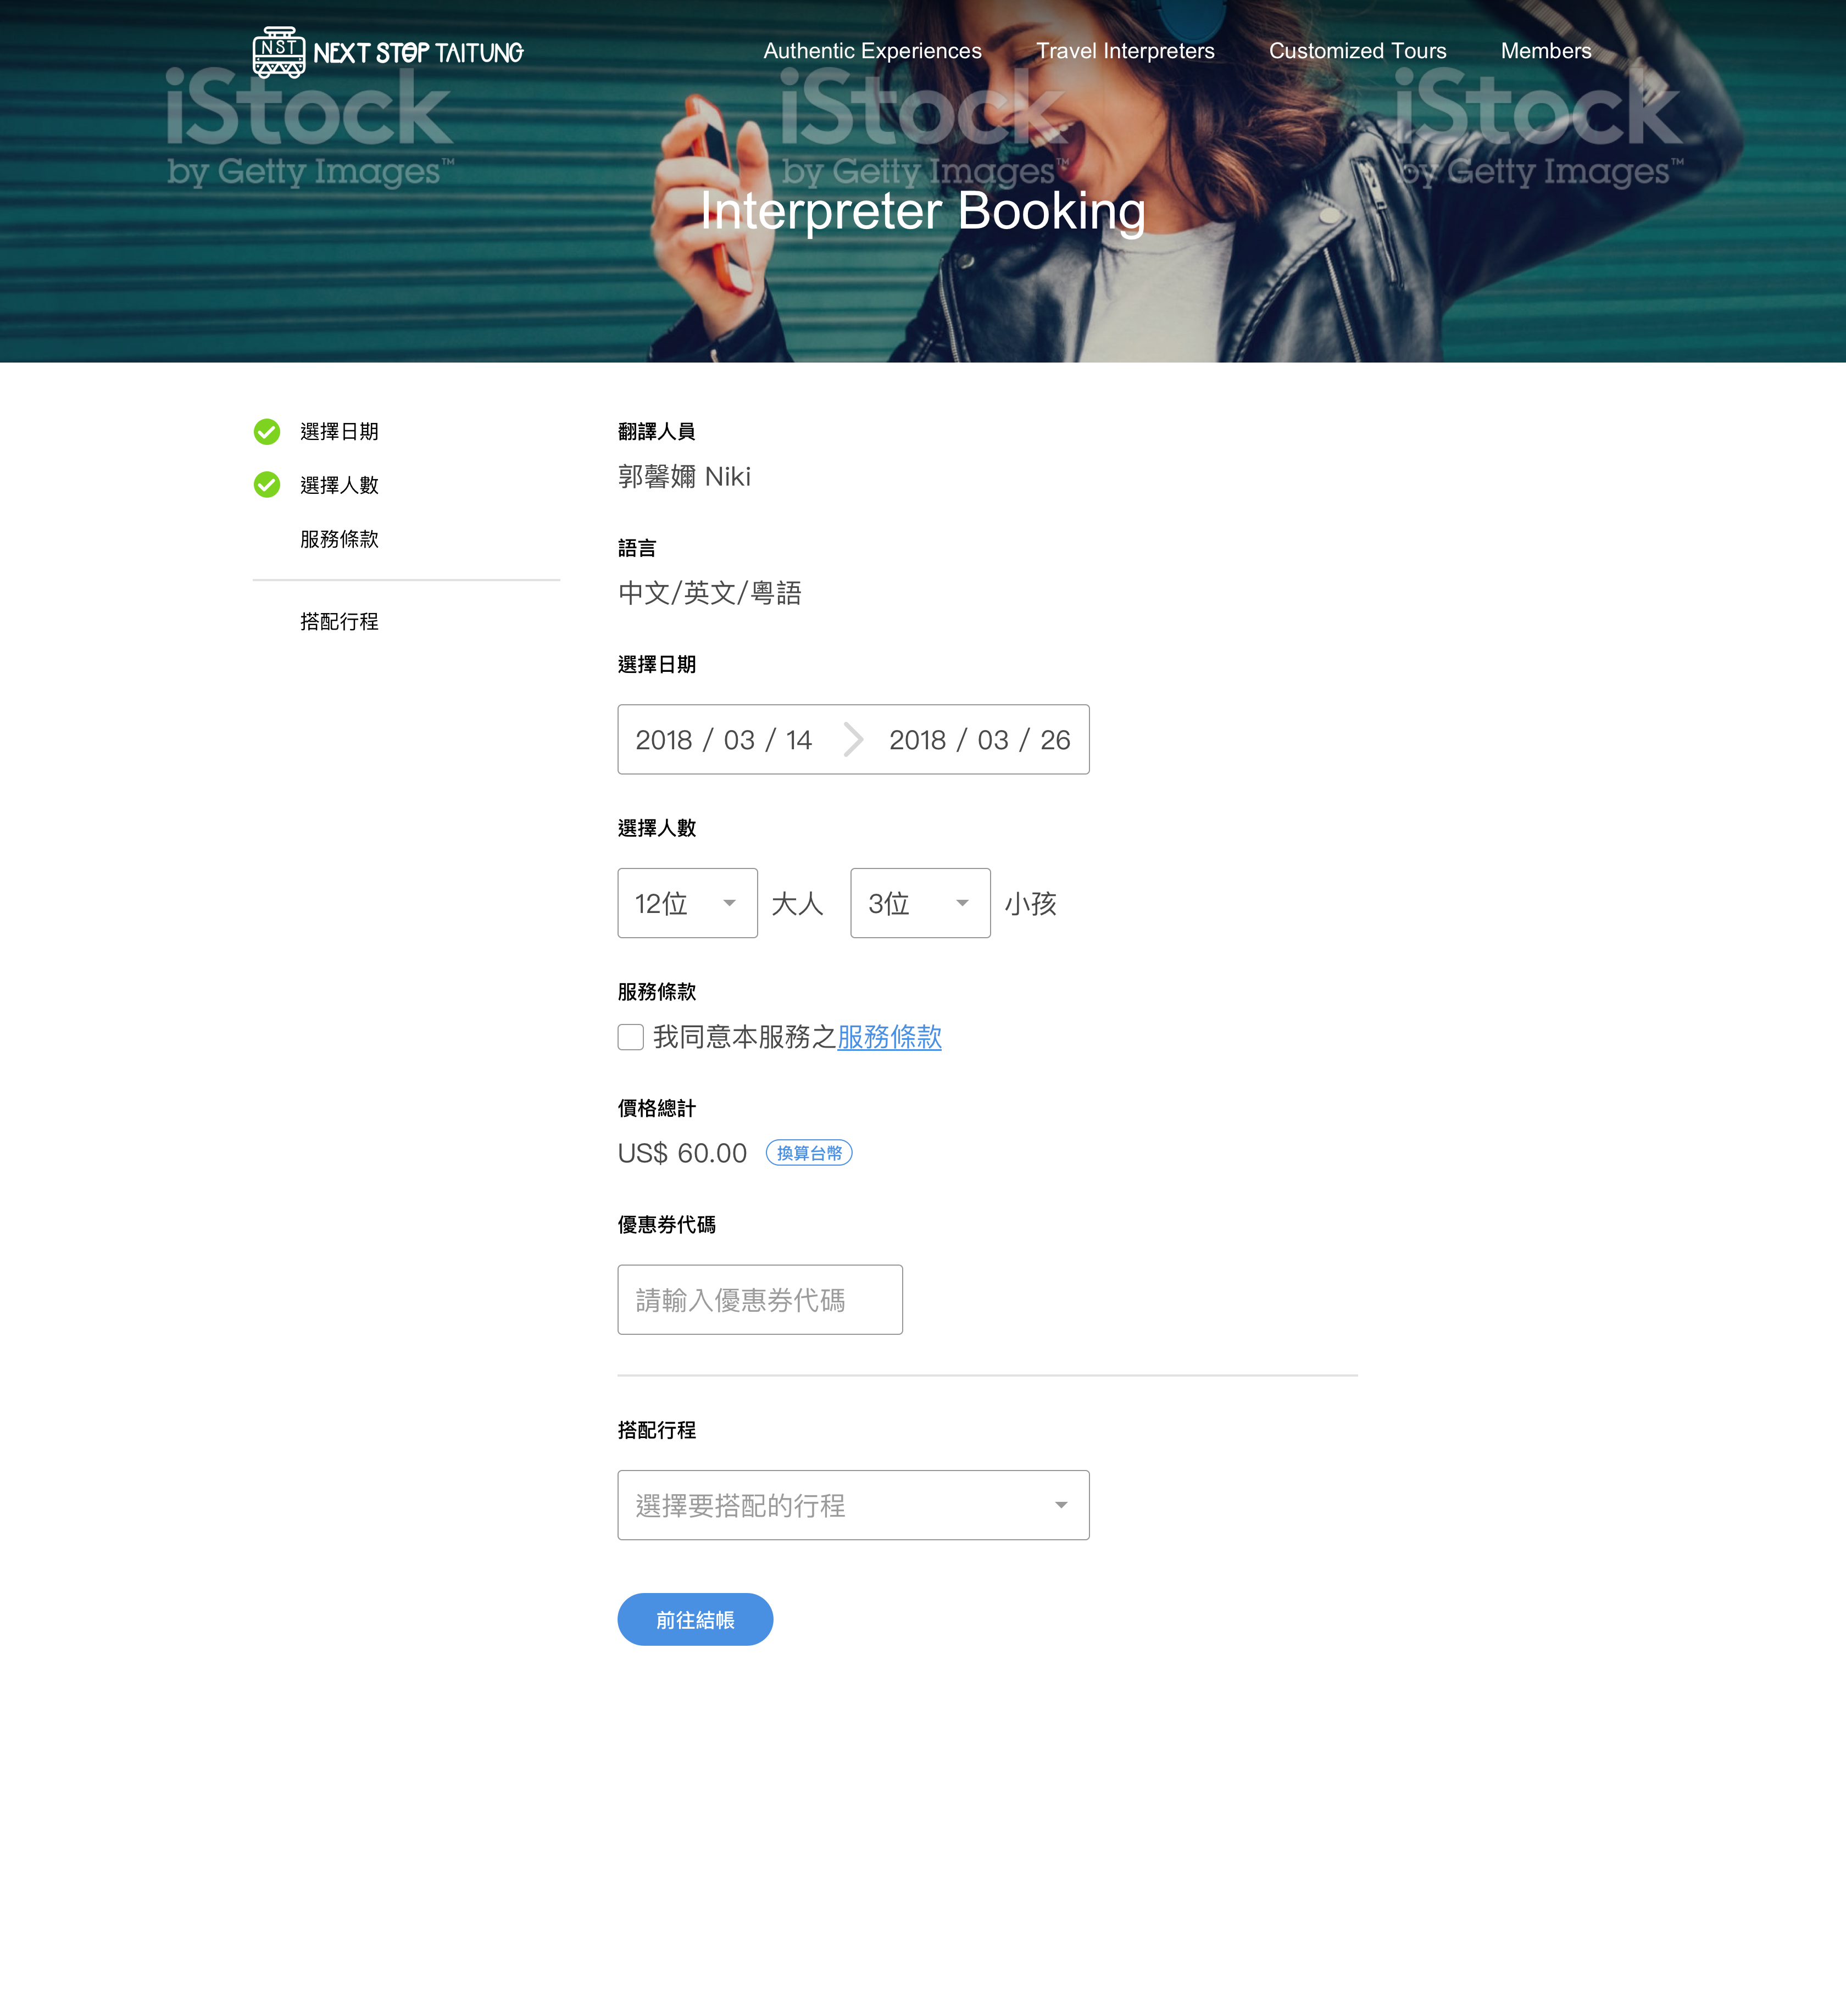 NST NEXT STOP TAITUNG
Authentic Experiences
Travel Interpreters
Customized Tours
Members
iStock iStock iStock
by Getty Images™ by Getty Images™ by Getty Images™
Interpreter Booking
選擇日期
選擇人數
服務條款
搭配行程
翻譯人員
郭馨嬭 Niki
語言
中文/英文/粵語
選擇日期
2018 / 03 / 14 2018 / 03 / 26
選擇人數
12位 大人 3位 小孩
服務條款
我同意本服務之服務條款
價格總計
US$ 60.00 換算台幣
優惠券代碼
請輸入優惠券代碼
搭配行程
選擇要搭配的行程
前往結帳